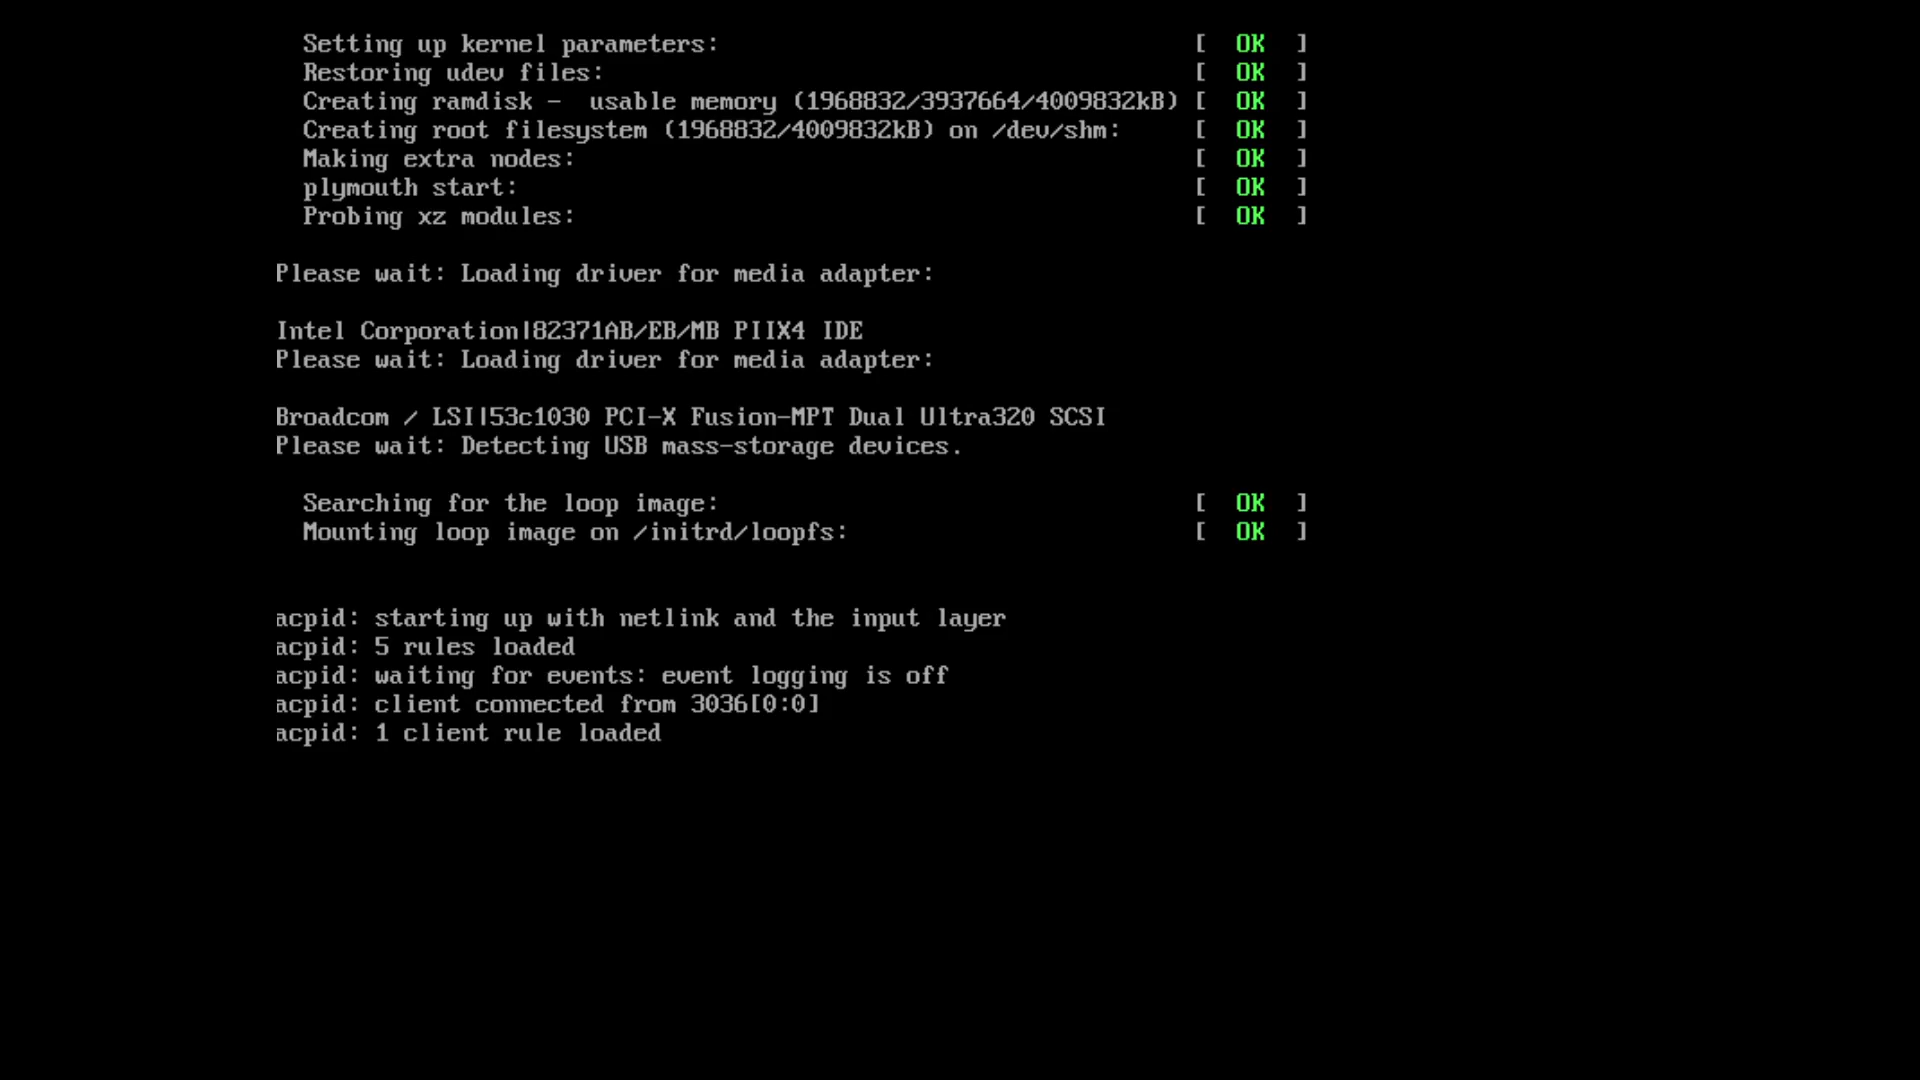 Setting up kernel parameters: [ OK ]
Restoring udev files: [ OK ]
Creating ramdisk -  usable memory (1968832/3937664/4009832kB) [ OK ]
Creating root filesystem (1968832/4009832kB) on /dev/shm: [ OK ]
Making extra nodes: [ OK ]
plymouth start: [ OK ]
Probing xz modules: [ OK ]
Please wait: Loading driver for media adapter:
Intel Corporation|82371AB/EB/MB PIIX4 IDE
Please wait: Loading driver for media adapter:
Broadcom / LSI|53c1030 PCI-X Fusion-MPT Dual Ultra320 SCSI
Please wait: Detecting USB mass-storage devices.
Searching for the loop image: [ OK ]
Mounting loop image on /initrd/loopfs: [ OK ]
acpid: starting up with netlink and the input layer
acpid: 5 rules loaded
acpid: waiting for events: event logging is off
acpid: client connected from 3036[0:0]
acpid: 1 client rule loaded